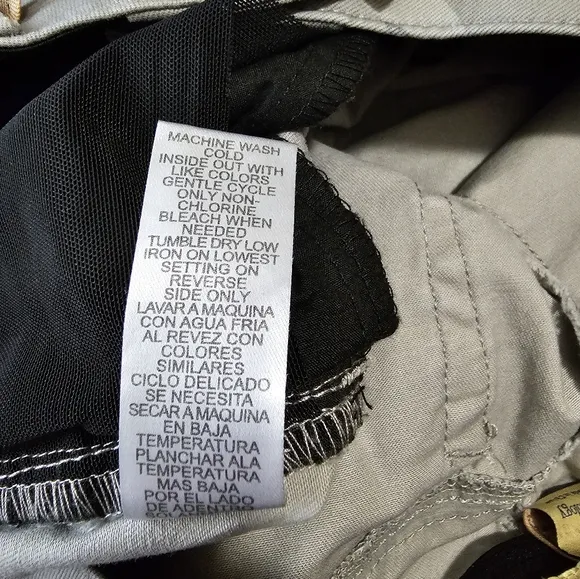 MACHINE WASH
COLD
INSIDE OUT WITH
LIKE COLORS
GENTLE CYCLE
ONLY NON-
CHLORINE
BLEACH WHEN
NEEDED
TUMBLE DRY LOW
IRON ON LOWEST
SETTING ON
REVERSE
SIDE ONLY
LAVAR A MAQUINA
CON AGUA FRIA
AL REVEZ CON
COLORES
SIMILARES
CICLO DELICADO
SE NECESITA
SECAR A MAQUINA
EN BAJA
TEMPERATURA
PLANCHAR ALA
TEMPERATURA
MAS BAJA
POR EL LADO
DE ADENTRO